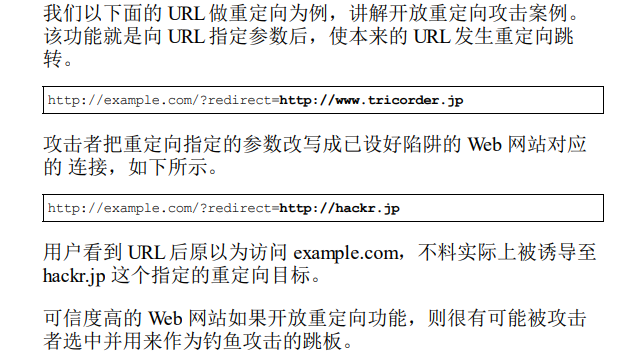 我们以下面的 URL 做重定向为例，讲解开放重定向攻击案例。
该功能就是向 URL 指定参数后，使本来的 URL 发生重定向跳
转。
http://example.com/?redirect=http://www.tricorder.jp
攻击者把重定向指定的参数改写成已设好陷阱的 Web 网站对应
的 连接，如下所示。
http://example.com/?redirect=http://hackr.jp
用户看到 URL 后原以为访问 example.com，不料实际上被诱导至
hackr.jp 这个指定的重定向目标。
可信度高的 Web 网站如果开放重定向功能，则很有可能被攻击
者选中并用来作为钓鱼攻击的跳板。